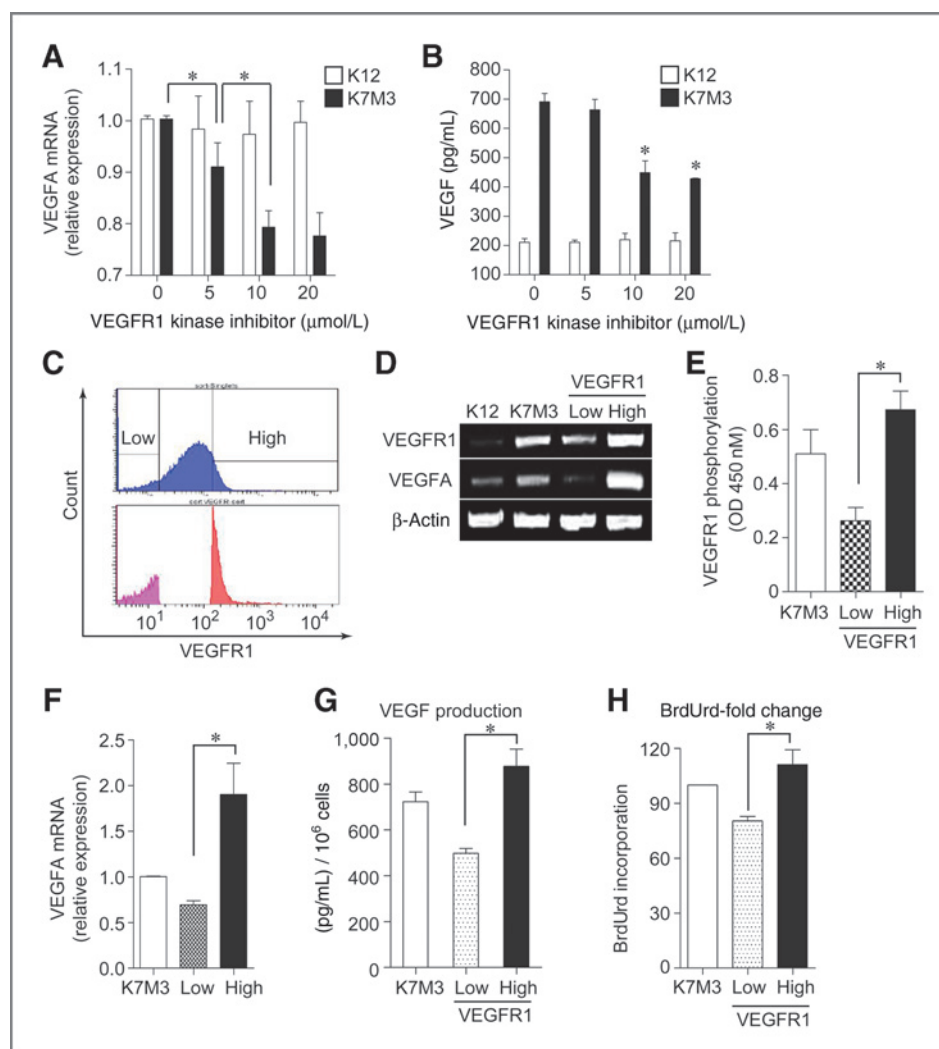 A
VEGFA mRNA
(relative expression)
1.1
1.0
0.9
0.8
0.7
* *
K12
K7M3
0 5 10 20
VEGFR1 kinase inhibitor (μmol/L)
B
VEGF (pg/mL)
800
700
600
500
400
300
200
100
K12
K7M3
* *
0 5 10 20
VEGFR1 kinase inhibitor (μmol/L)
C
Low
High
Count
10¹ 10² 10³ 10⁴
VEGFR1
D
VEGFR1
K12 K7M3 Low High
VEGFR1
VEGFA
β-Actin
E
VEGFR1 phosphorylation
(OD 450 nM)
0.8
0.6
0.4
0.2
0
*
K7M3 Low High
VEGFR1
F
VEGFA mRNA
(relative expression)
2.5
2.0
1.5
1.0
0.5
0.0
*
K7M3 Low High
G
VEGF production
(pg/mL) / 10⁶ cells
1,000
800
600
400
200
0
*
K7M3 Low High
VEGFR1
H
BrdUrd-fold change
BrdUrd incorporation
120
90
60
30
0
*
K7M3 Low High
VEGFR1